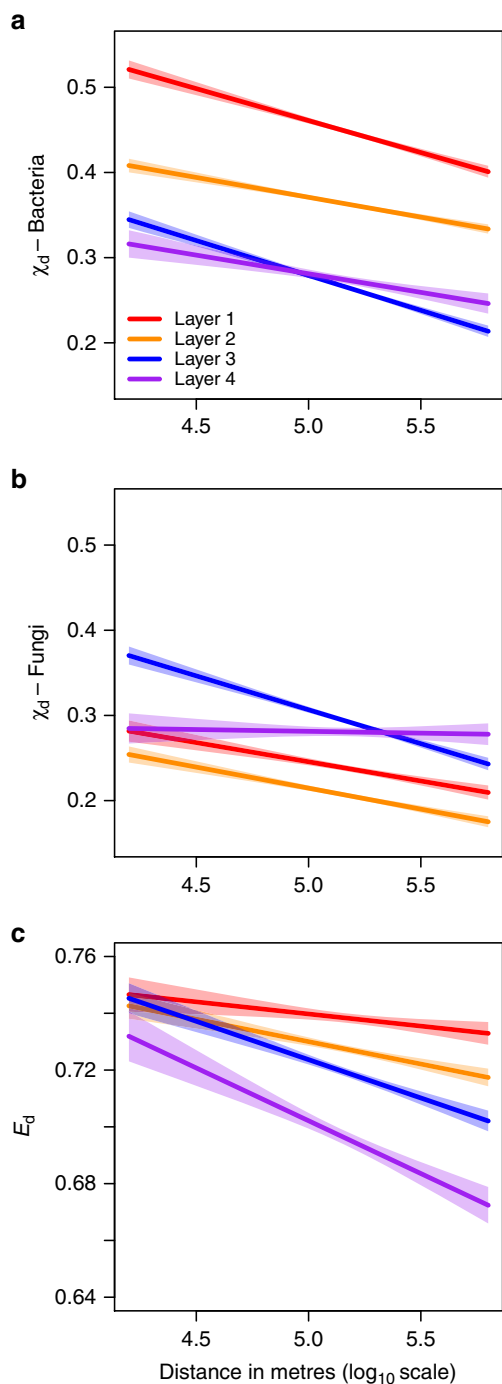 a
0.5
0.4
0.3
0.2
χd – Bacteria
Layer 1
Layer 2
Layer 3
Layer 4
4.5 5.0 5.5
b
0.5
0.4
0.3
0.2
χd – Fungi
4.5 5.0 5.5
c
0.76
0.72
0.68
0.64
Ed
4.5 5.0 5.5
Distance in metres (log10 scale)